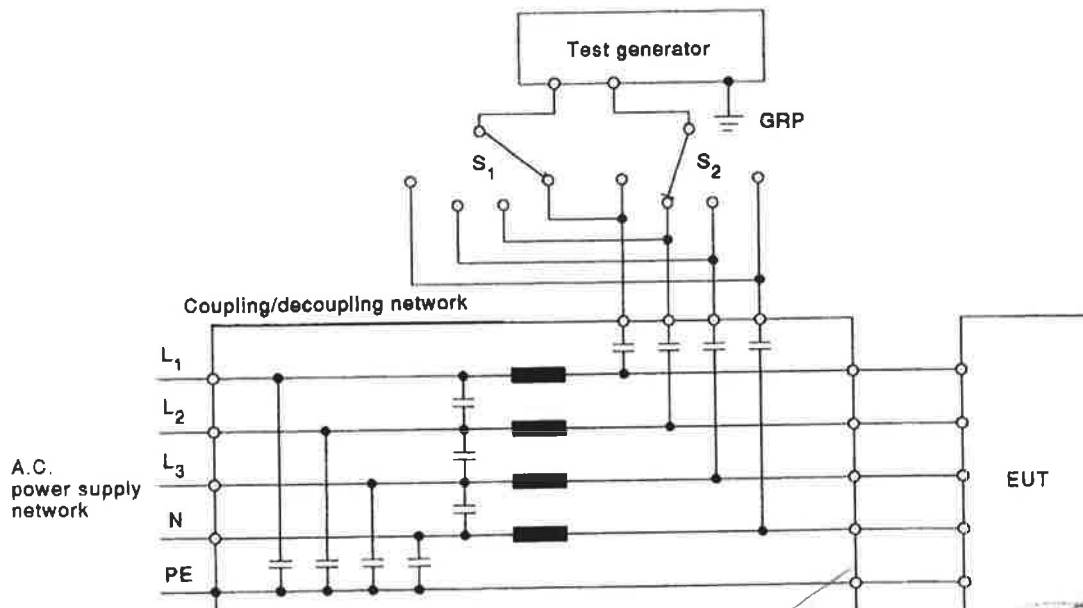 Test generator
GRP
S1
S2
Coupling/decoupling network
L1
L2
L3
A.C.
power supply
network
N
PE
EUT